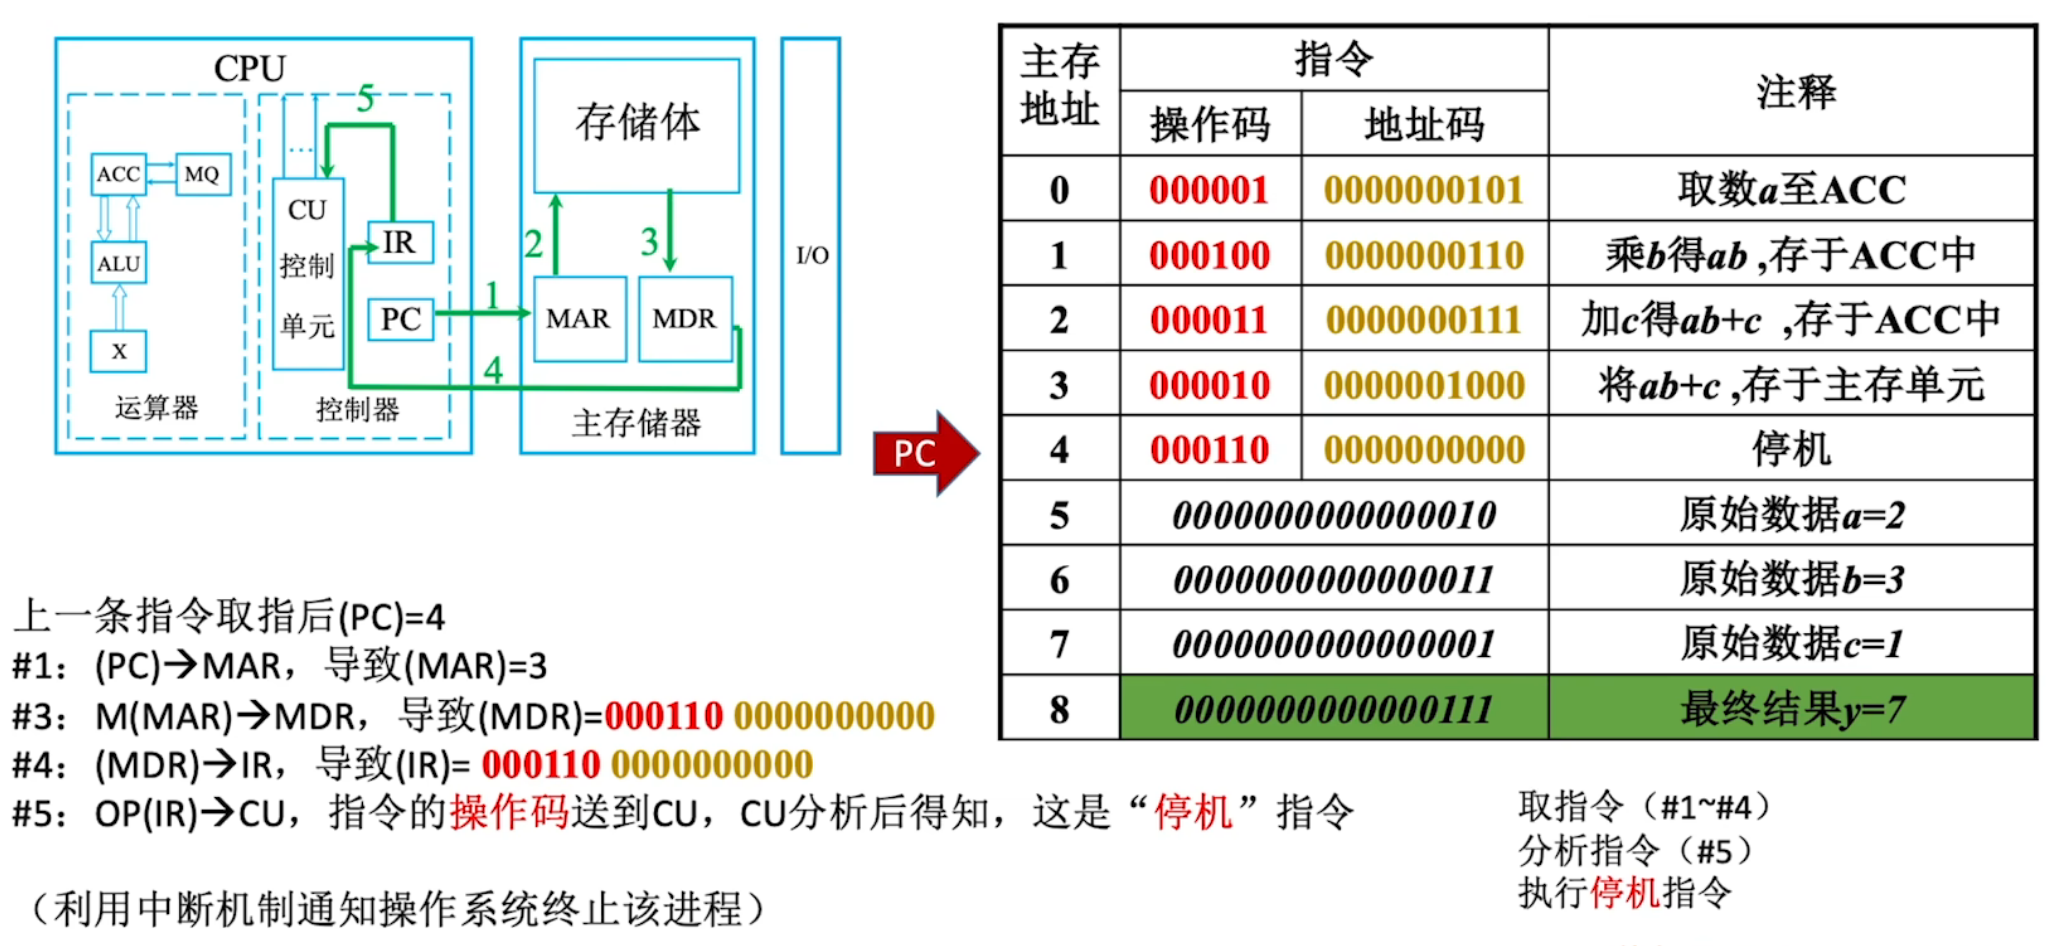 CPU
5
ACC
MQ
ALU
X
运算器
...
CU
控制
单元
IR
PC
控制器
1
4
2
3
存储体
MAR
MDR
主存储器
I/O
PC
主存地址 指令 注释
操作码 地址码
0 000001 0000000101 取数a至ACC
1 000100 0000000110 乘b得ab ,存于ACC中
2 000011 0000000111 加c得ab+c ,存于ACC中
3 000010 0000001000 将ab+c ,存于主存单元
4 000110 0000000000 停机
5 0000000000000010 原始数据a=2
6 0000000000000011 原始数据b=3
7 0000000000000001 原始数据c=1
8 0000000000000111 最终结果y=7
上一条指令取指后(PC)=4
#1：(PC)→MAR，导致(MAR)=3
#3：M(MAR)→MDR，导致(MDR)=000110 0000000000
#4：(MDR)→IR，导致(IR)= 000110 0000000000
#5：OP(IR)→CU，指令的操作码送到CU，CU分析后得知，这是“停机”指令
（利用中断机制通知操作系统终止该进程）
取指令（#1~#4）
分析指令（#5）
执行停机指令